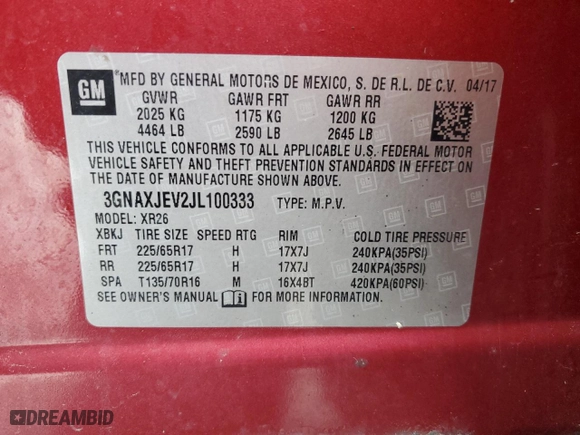 GM
MFD BY GENERAL MOTORS DE MEXICO, S. DE R.L. DE C.V. 04/17
GVWR GAWR FRT GAWR RR
2025 KG 1175 KG 1200 KG
4464 LB 2590 LB 2645 LB
THIS VEHICLE CONFORMS TO ALL APPLICABLE U.S. FEDERAL MOTOR
VEHICLE SAFETY AND THEFT PREVENTION STANDARDS IN EFFECT ON
THE DATE OF MANUFACTURE SHOWN ABOVE.
3GNAXJEV2JL100333 TYPE: M.P.V.
MODEL: XR26
XBKJ TIRE SIZE SPEED RTG RIM COLD TIRE PRESSURE
FRT 225/65R17 H 17X7J 240KPA(35PSI)
RR 225/65R17 H 17X7J 240KPA(35PSI)
SPA T135/70R16 M 16X4BT 420KPA(60PSI)
SEE OWNER'S MANUAL FOR MORE INFORMATION.
DREAMBID